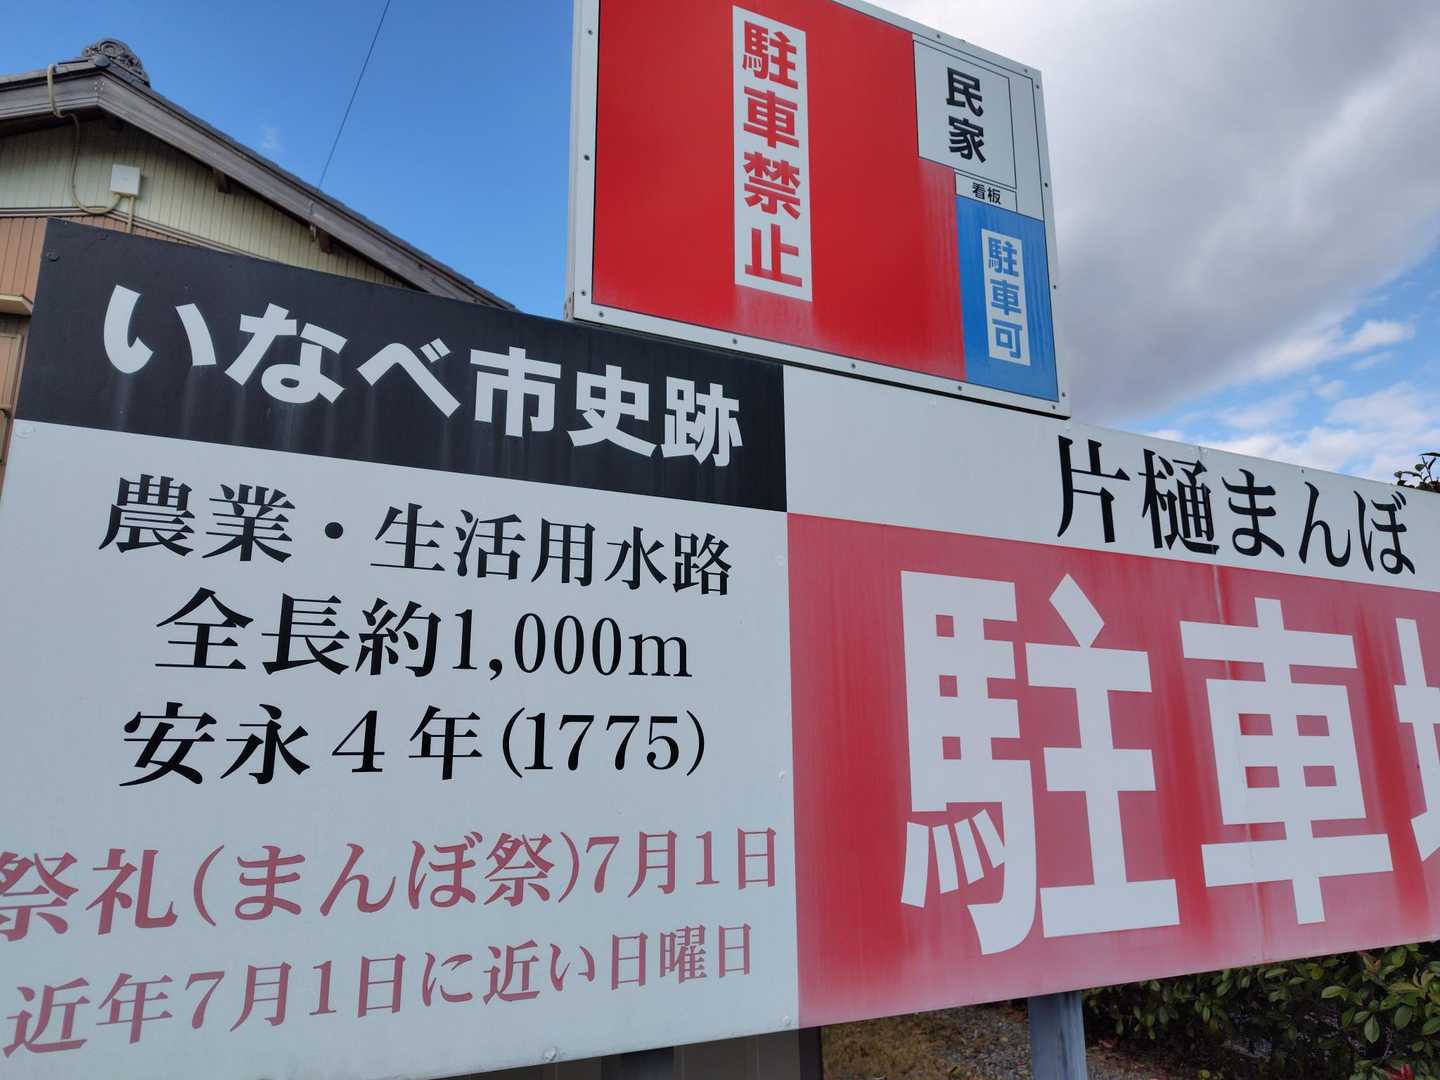 駐車禁止
民家
看板
駐車可
いなべ市史跡
農業・生活用水路
全長約1,000m
安永4年(1775)
祭礼(まんぼ祭)7月1日
近年7月1日に近い日曜日
片樋まんぼ
駐車場